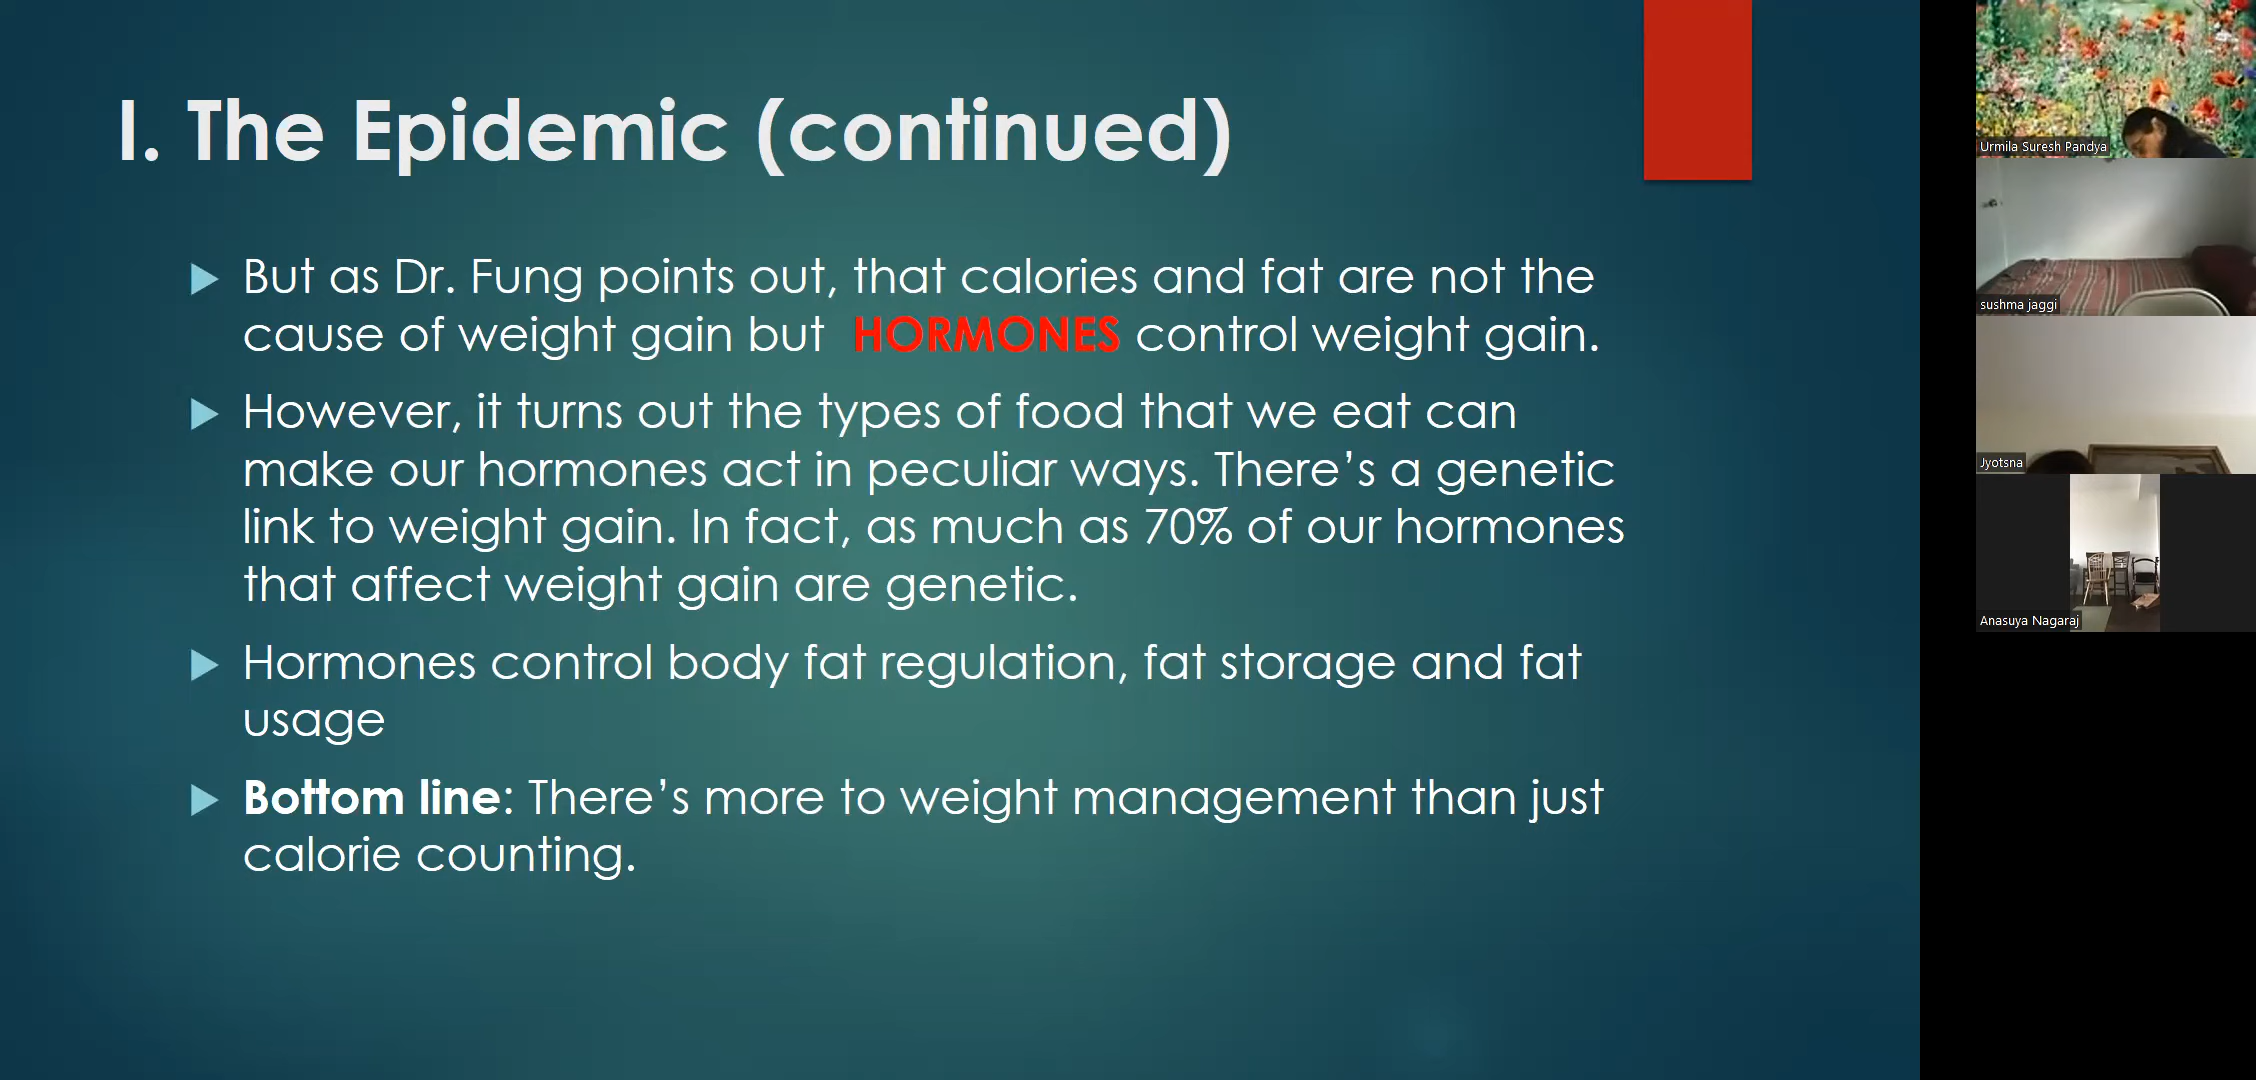 I. The Epidemic (continued)
But as Dr. Fung points out, that calories and fat are not the
cause of weight gain but HORMONES control weight gain.
However, it turns out the types of food that we eat can
make our hormones act in peculiar ways. There’s a genetic
link to weight gain. In fact, as much as 70% of our hormones
that affect weight gain are genetic.
Hormones control body fat regulation, fat storage and fat
usage
Bottom line: There’s more to weight management than just
calorie counting.
Urmila Suresh Pandya
sushma jaggi
Jyotsna
Anasuya Nagaraj